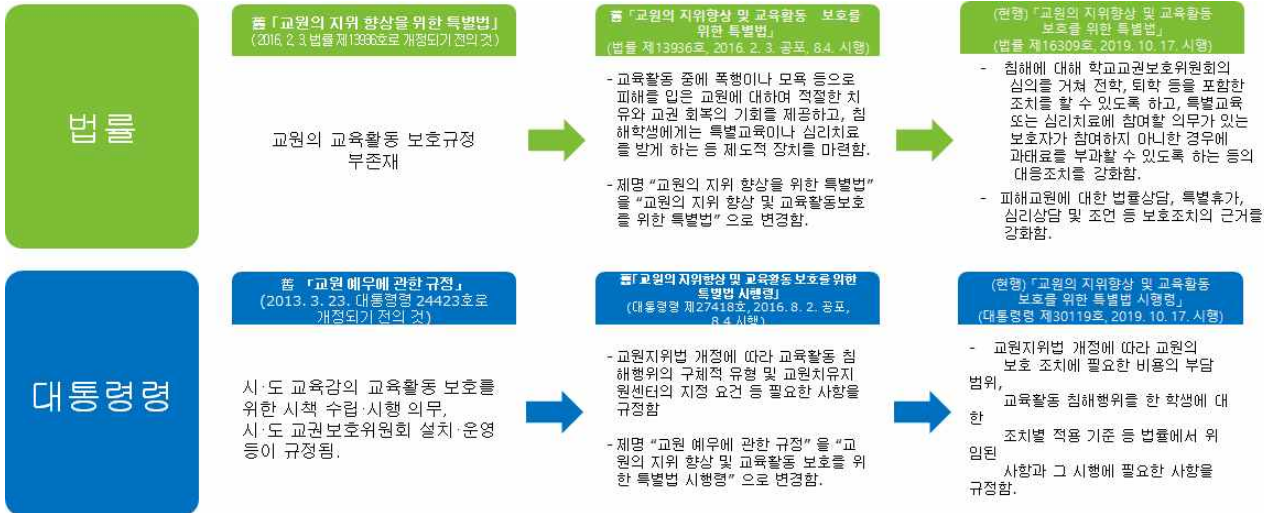 법률
舊 「교원의 지위 향상을 위한 특별법」
(2016. 2. 3. 법률 제13936호로 개정되기 전의 것)
교원의 교육활동 보호규정
부존재
舊 「교원의 지위향상 및 교육활동 보호를
위한 특별법」
(법률 제13936호, 2016. 2. 3. 공포, 8.4. 시행)
- 교육활동 중에 폭행이나 모욕 등으로
피해를 입은 교원에 대하여 적절한 치
유와 교권 회복의 기회를 제공하고, 침
해학생에게는 특별교육이나 심리치료
를 받게 하는 등 제도적 장치를 마련함.
- 제명 “교원의 지위 향상을 위한 특별법”
을 “교원의 지위 향상 및 교육활동보호
를 위한 특별법” 으로 변경함.
(현행) 「교원의 지위향상 및 교육활동
보호를 위한 특별법」
(법률 제16309호, 2019. 10. 17. 시행)
- 침해에 대해 학교교권보호위원회의
심의를 거쳐 전학, 퇴학 등을 포함한
조치를 할 수 있도록 하고, 특별교육
또는 심리치료에 참여할 의무가 있는
보호자가 참여하지 아니한 경우에
과태료를 부과할 수 있도록 하는 등의
대응조치를 강화함.
- 피해교원에 대한 법률상담, 특별휴가,
심리상담 및 조언 등 보호조치의 근거를
강화함.
대통령령
舊 「교원 예우에 관한 규정」
(2013. 3. 23. 대통령령 24423호로
개정되기 전의 것)
시·도 교육감의 교육활동 보호를
위한 시책 수립·시행 의무,
시·도 교권보호위원회 설치·운영
등이 규정됨.
舊「교원의 지위향상 및 교육활동 보호를 위한
특별법 시행령」
(대통령령 제27418호, 2016. 8. 2. 공포,
8.4 시행)
- 교원지위법 개정에 따라 교육활동 침
해행위의 구체적 유형 및 교원치유지
원센터의 지정 요건 등 필요한 사항을
규정함
- 제명 “교원 예우에 관한 규정” 을 “교
원의 지위 향상 및 교육활동 보호를 위
한 특별법 시행령” 으로 변경함.
(현행) 「교원의 지위향상 및 교육활동
보호를 위한 특별법 시행령」
(대통령령 제30119호, 2019. 10. 17. 시행)
- 교원지위법 개정에 따라 교원의
보호 조치에 필요한 비용의 부담
범위,
교육활동 침해행위를 한 학생에 대
한
조치별 적용 기준 등 법률에서 위
임된
사항과 그 시행에 필요한 사항을
규정함.